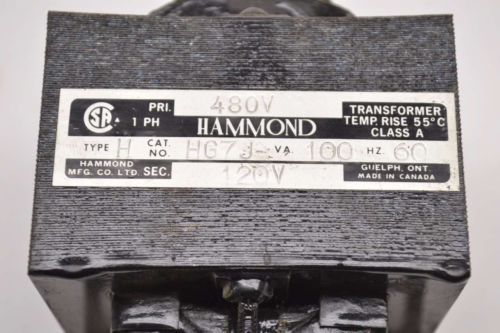 PRI. 480V TRANSFORMER
CSA 1 PH HAMMOND TEMP. RISE 55°C
CLASS A
TYPE H CAT. NO. VA. 100 HZ. 60
HAMMOND MFG. CO. LTD. SEC. 120V GUELPH, ONT.
MADE IN CANADA